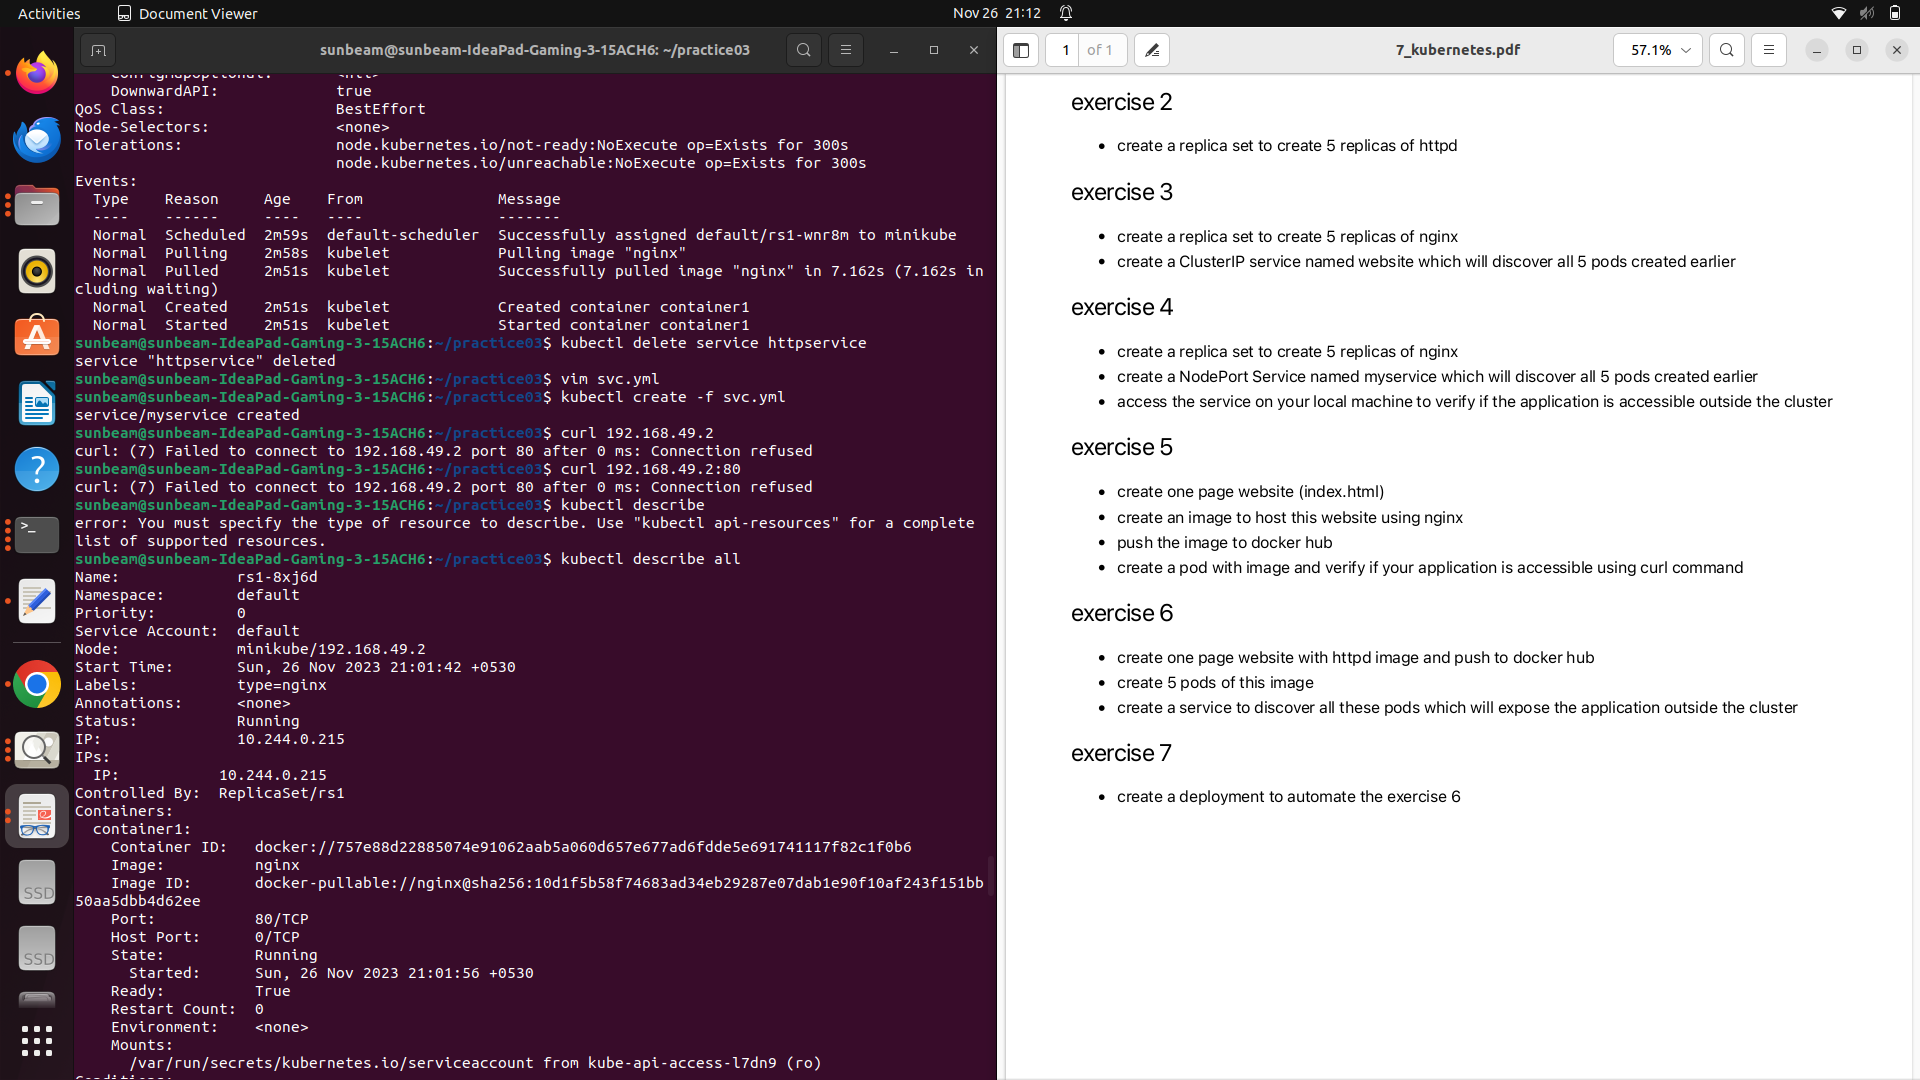 Activities
Document Viewer
Nov 26 21:12
sunbeam@sunbeam-IdeaPad-Gaming-3-15ACH6: ~/practice03
ConfigMapOptional: <nil>
DownwardAPI: true
QoS Class: BestEffort
Node-Selectors: <none>
Tolerations: node.kubernetes.io/not-ready:NoExecute op=Exists for 300s
node.kubernetes.io/unreachable:NoExecute op=Exists for 300s
Events:
Type Reason Age From Message
---- ------ ---- ---- -------
Normal Scheduled 2m59s default-scheduler Successfully assigned default/rs1-wnr8m to minikube
Normal Pulling 2m58s kubelet Pulling image "nginx"
Normal Pulled 2m51s kubelet Successfully pulled image "nginx" in 7.162s (7.162s in
cluding waiting)
Normal Created 2m51s kubelet Created container container1
Normal Started 2m51s kubelet Started container container1
sunbeam@sunbeam-IdeaPad-Gaming-3-15ACH6:~/practice03$ kubectl delete service httpservice
service "httpservice" deleted
sunbeam@sunbeam-IdeaPad-Gaming-3-15ACH6:~/practice03$ vim svc.yml
sunbeam@sunbeam-IdeaPad-Gaming-3-15ACH6:~/practice03$ kubectl create -f svc.yml
service/myservice created
sunbeam@sunbeam-IdeaPad-Gaming-3-15ACH6:~/practice03$ curl 192.168.49.2
curl: (7) Failed to connect to 192.168.49.2 port 80 after 0 ms: Connection refused
sunbeam@sunbeam-IdeaPad-Gaming-3-15ACH6:~/practice03$ curl 192.168.49.2:80
curl: (7) Failed to connect to 192.168.49.2 port 80 after 0 ms: Connection refused
sunbeam@sunbeam-IdeaPad-Gaming-3-15ACH6:~/practice03$ kubectl describe
error: You must specify the type of resource to describe. Use "kubectl api-resources" for a complete
list of supported resources.
sunbeam@sunbeam-IdeaPad-Gaming-3-15ACH6:~/practice03$ kubectl describe all
Name: rs1-8xj6d
Namespace: default
Priority: 0
Service Account: default
Node: minikube/192.168.49.2
Start Time: Sun, 26 Nov 2023 21:01:42 +0530
Labels: type=nginx
Annotations: <none>
Status: Running
IP: 10.244.0.215
IPs:
IP: 10.244.0.215
Controlled By: ReplicaSet/rs1
Containers:
container1:
Container ID: docker://757e88d22885074e91062aab5a060d657e677ad6fdde5e691741117f82c1f0b6
Image: nginx
Image ID: docker-pullable://nginx@sha256:10d1f5b58f74683ad34eb29287e07dab1e90f10af243f151bb
50aa5dbb4d62ee
Port: 80/TCP
Host Port: 0/TCP
State: Running
Started: Sun, 26 Nov 2023 21:01:56 +0530
Ready: True
Restart Count: 0
Environment: <none>
Mounts:
/var/run/secrets/kubernetes.io/serviceaccount from kube-api-access-l7dn9 (ro)
Conditions:
1 of 1
7_kubernetes.pdf
57.1%
exercise 2
• create a replica set to create 5 replicas of httpd
exercise 3
• create a replica set to create 5 replicas of nginx
• create a ClusterIP service named website which will discover all 5 pods created earlier
exercise 4
• create a replica set to create 5 replicas of nginx
• create a NodePort Service named myservice which will discover all 5 pods created earlier
• access the service on your local machine to verify if the application is accessible outside the cluster
exercise 5
• create one page website (index.html)
• create an image to host this website using nginx
• push the image to docker hub
• create a pod with image and verify if your application is accessible using curl command
exercise 6
• create one page website with httpd image and push to docker hub
• create 5 pods of this image
• create a service to discover all these pods which will expose the application outside the cluster
exercise 7
• create a deployment to automate the exercise 6
SSD
SSD